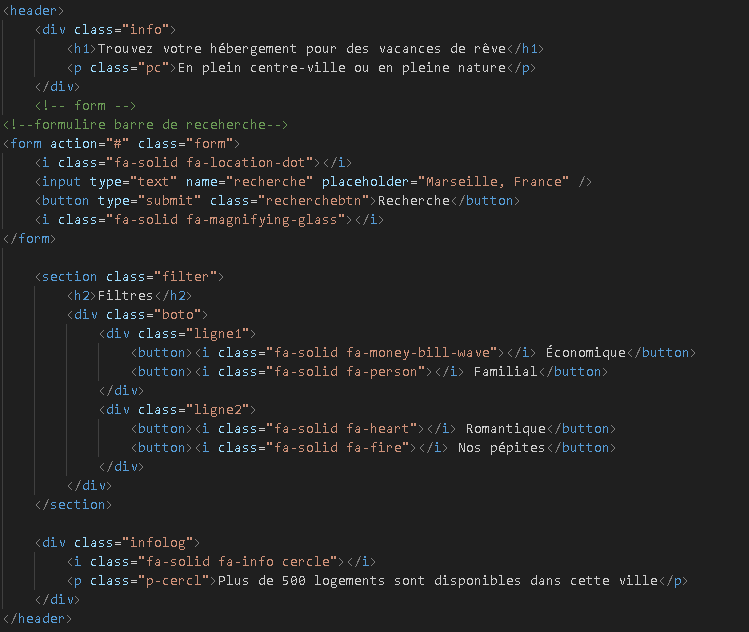 <header>
<div class="info">
<h1>Trouvez votre hébergement pour des vacances de rêve</h1>
<p class="pc">En plein centre-ville ou en pleine nature</p>
</div>
<!-- form -->
<!--formulire barre de receherche-->
<form action="#" class="form">
<i class="fa-solid fa-location-dot"></i>
<input type="text" name="recherche" placeholder="Marseille, France" />
<button type="submit" class="recherchebtn">Recherche</button>
<i class="fa-solid fa-magnifying-glass"></i>
</form>
<section class="filter">
<h2>Filtres</h2>
<div class="boto">
<div class="ligne1">
<button><i class="fa-solid fa-money-bill-wave"></i> Économique</button>
<button><i class="fa-solid fa-person"></i> Familial</button>
</div>
<div class="ligne2">
<button><i class="fa-solid fa-heart"></i> Romantique</button>
<button><i class="fa-solid fa-fire"></i> Nos pépites</button>
</div>
</div>
</section>
<div class="infolog">
<i class="fa-solid fa-info cercle"></i>
<p class="p-cercl">Plus de 500 logements sont disponibles dans cette ville</p>
</div>
</header>